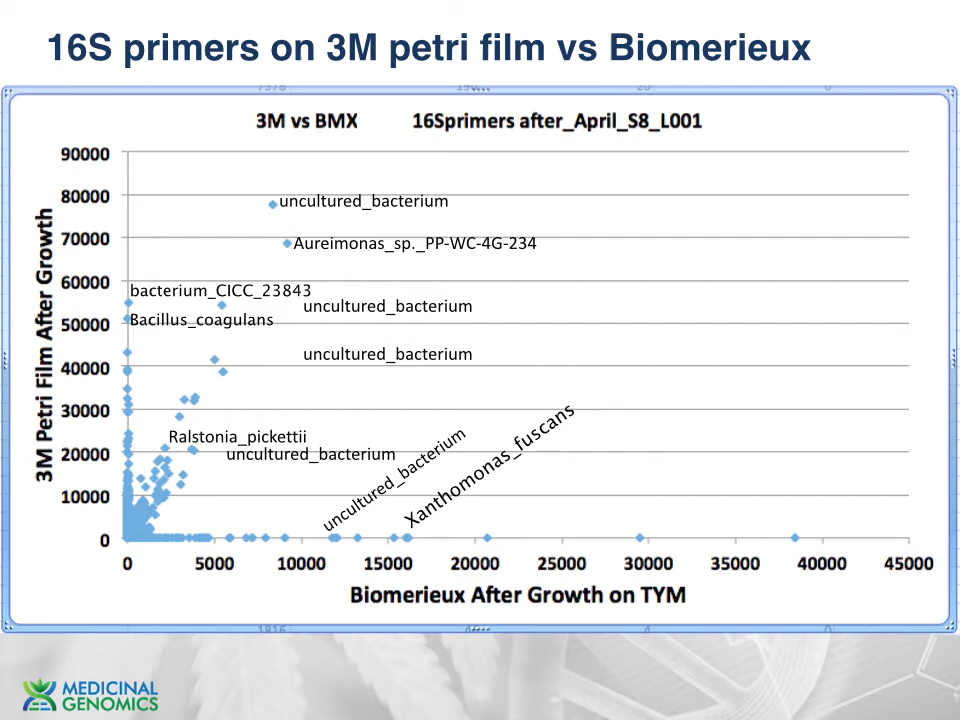 16S primers on 3M petri film vs Biomerieux
3M vs BMX 16Sprimers after_April_S8_L001
90000
80000
70000
60000
50000
40000
30000
20000
10000
0
3M Petri Film After Growth
uncultured_bacterium
Aureimonas_sp._PP-WC-4G-234
bacterium_CICC_23843
uncultured_bacterium
Bacillus_coagulans
uncultured_bacterium
Ralstonia_pickettii
uncultured_bacterium
uncultured_bacterium
Xanthomonas_fuscans
0 5000 10000 15000 20000 25000 30000 35000 40000 45000
Biomerieux After Growth on TYM
MEDICINAL
GENOMICS